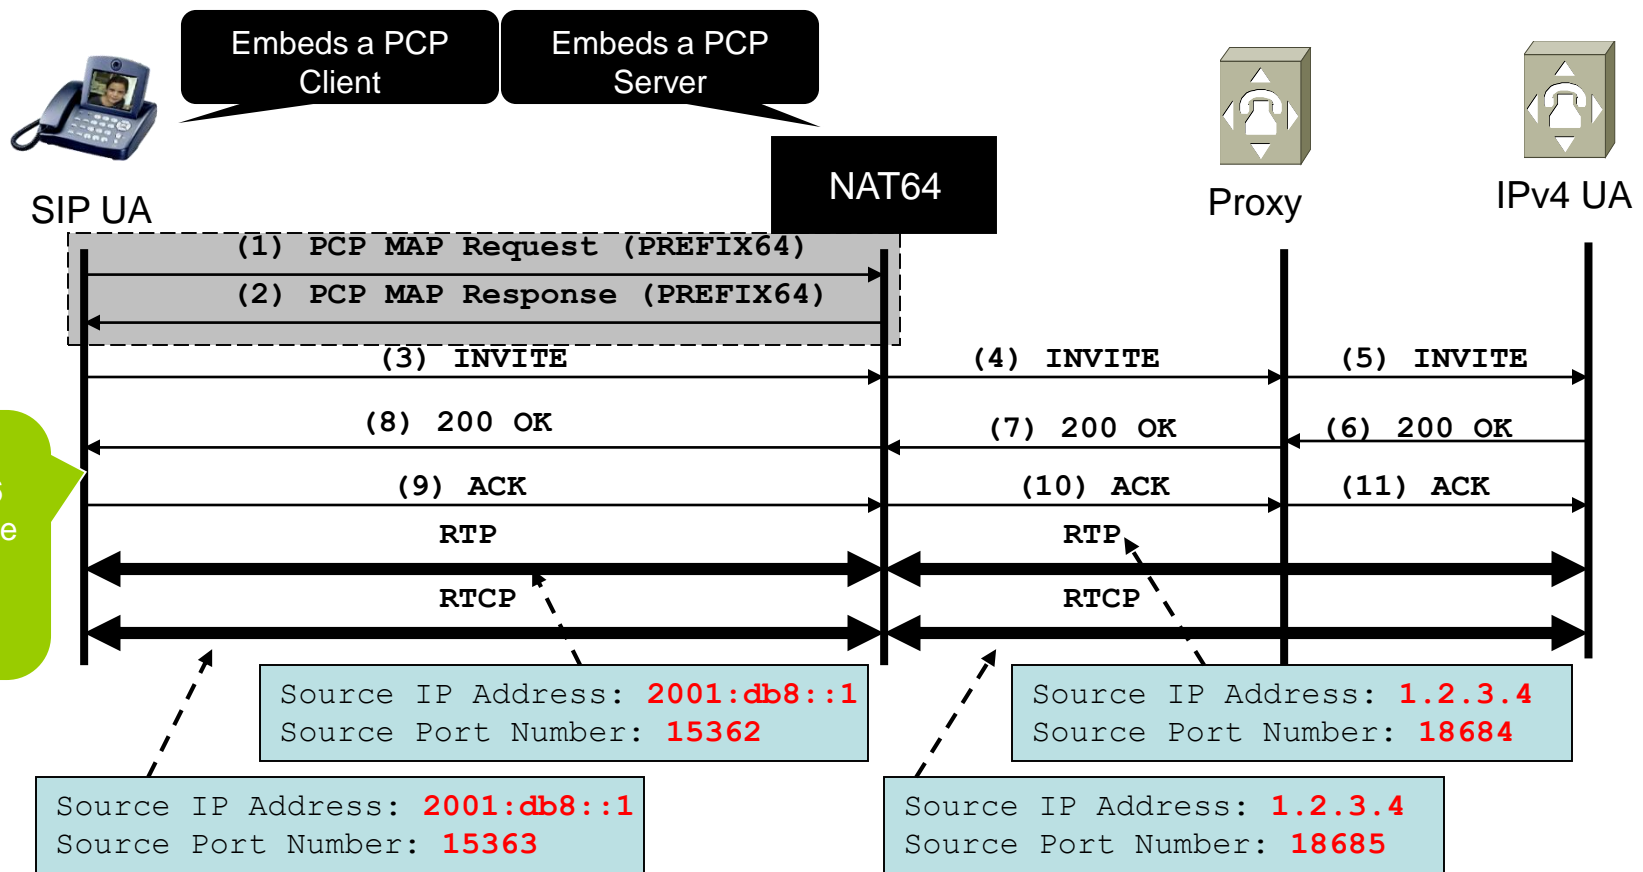 Embeds a PCP
Client
Embeds a PCP
Server
NAT64
SIP UA
Proxy
IPv4 UA
(1) PCP MAP Request (PREFIX64)
(2) PCP MAP Response (PREFIX64)
(3) INVITE
(4) INVITE
(5) INVITE
(8) 200 OK
(7) 200 OK
(6) 200 OK
(9) ACK
(10) ACK
(11) ACK
RTP
RTP
RTCP
RTCP
Source IP Address: 2001:db8::1
Source Port Number: 15362
Source IP Address: 1.2.3.4
Source Port Number: 18684
Source IP Address: 2001:db8::1
Source Port Number: 15363
Source IP Address: 1.2.3.4
Source Port Number: 18685